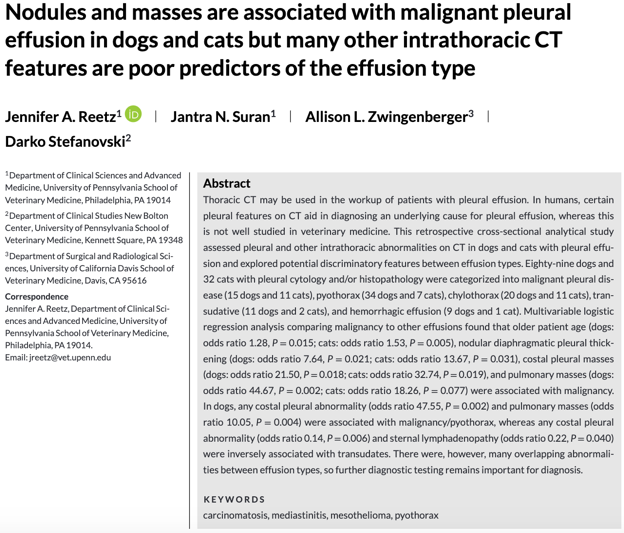 Nodules and masses are associated with malignant pleural
effusion in dogs and cats but many other intrathoracic CT
features are poor predictors of the effusion type
Jennifer A. Reetz1 iD | Jantra N. Suran1 | Allison L. Zwingenberger3 |
Darko Stefanovski2
1Department of Clinical Sciences and Advanced
Medicine, University of Pennsylvania School of
Veterinary Medicine, Philadelphia, PA 19014
2Department of Clinical Studies New Bolton
Center, University of Pennsylvania School of
Veterinary Medicine, Kennett Square, PA 19348
3Department of Surgical and Radiological Sci-
ences, University of California Davis School of
Veterinary Medicine, Davis, CA 95616
Correspondence
Jennifer A. Reetz, Department of Clinical Sci-
ences and Advanced Medicine, University of
Pennsylvania School of Veterinary Medicine,
Philadelphia, PA 19014.
Email: jreetz@vet.upenn.edu
Abstract
Thoracic CT may be used in the workup of patients with pleural effusion. In humans, certain
pleural features on CT aid in diagnosing an underlying cause for pleural effusion, whereas this
is not well studied in veterinary medicine. This retrospective cross-sectional analytical study
assessed pleural and other intrathoracic abnormalities on CT in dogs and cats with pleural effu-
sion and explored potential discriminatory features between effusion types. Eighty-nine dogs and
32 cats with pleural cytology and/or histopathology were categorized into malignant pleural dis-
ease (15 dogs and 11 cats), pyothorax (34 dogs and 7 cats), chylothorax (20 dogs and 11 cats), tran-
sudative (11 dogs and 2 cats), and hemorrhagic effusion (9 dogs and 1 cat). Multivariable logistic
regression analysis comparing malignancy to other effusions found that older patient age (dogs:
odds ratio 1.28, P = 0.015; cats: odds ratio 1.53, P = 0.005), nodular diaphragmatic pleural thick-
ening (dogs: odds ratio 7.64, P = 0.021; cats: odds ratio 13.67, P = 0.031), costal pleural masses
(dogs: odds ratio 21.50, P = 0.018; cats: odds ratio 32.74, P = 0.019), and pulmonary masses (dogs:
odds ratio 44.67, P = 0.002; cats: odds ratio 18.26, P = 0.077) were associated with malignancy.
In dogs, any costal pleural abnormality (odds ratio 47.55, P = 0.002) and pulmonary masses (odds
ratio 10.05, P = 0.004) were associated with malignancy/pyothorax, whereas any costal pleural
abnormality (odds ratio 0.14, P = 0.006) and sternal lymphadenopathy (odds ratio 0.22, P = 0.040)
were inversely associated with transudates. There were, however, many overlapping abnormali-
ties between effusion types, so further diagnostic testing remains important for diagnosis.
KEYWORDS
carcinomatosis, mediastinitis, mesothelioma, pyothorax